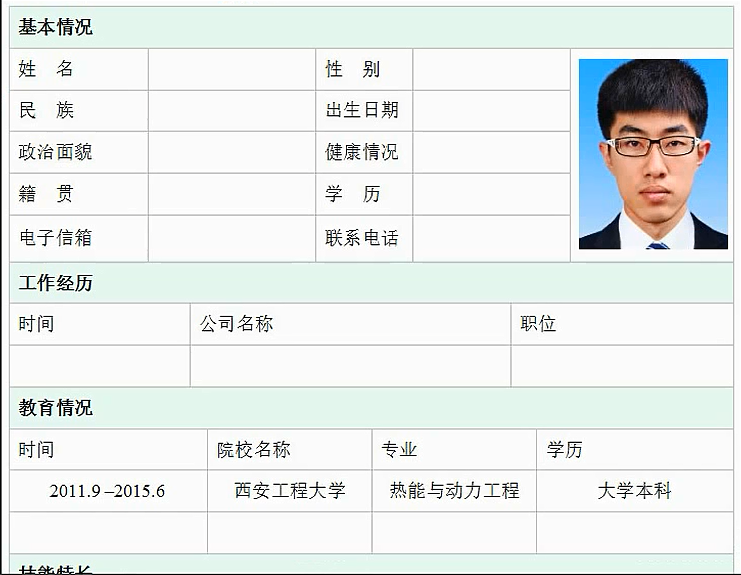 基本情况
姓 名 性 别
民 族 出生日期
政治面貌 健康情况
籍 贯 学 历
电子信箱 联系电话
工作经历
时间 公司名称 职位
教育情况
时间 院校名称 专业 学历
2011.9 –2015.6 西安工程大学 热能与动力工程 大学本科
技能特长